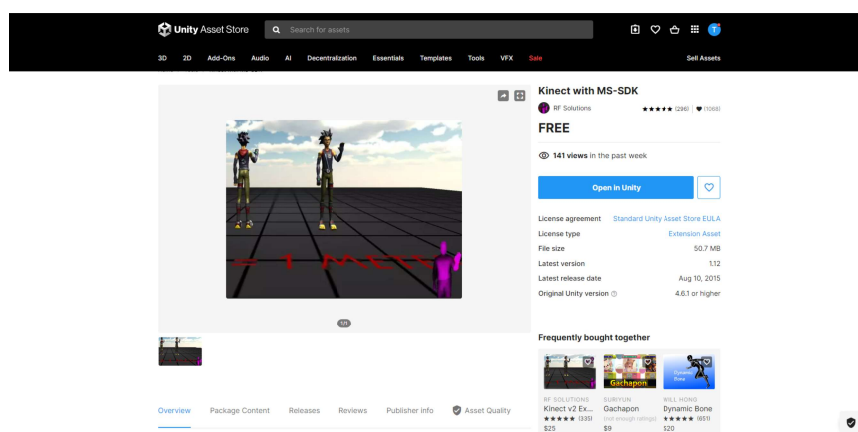 Unity Asset Store
Search for assets
T
3D 2D Add-Ons Audio AI Decentralization Essentials Templates Tools VFX Sale
Sell Assets
Kinect with MS-SDK
RF Solutions
(296) | (1088)
FREE
141 views in the past week
Open in Unity
License agreement Standard Unity Asset Store EULA
License type Extension Asset
File size 50.7 MB
Latest version 1.12
Latest release date Aug 10, 2015
Original Unity version 4.6.1 or higher
1/1
Frequently bought together
Gachapon
Dynamic Bone
RF SOLUTIONS SURIYUN WILL HONG
Kinect v2 Ex... Gachapon Dynamic Bone
(335) (not enough ratings) (651)
$25 $9 $20
Overview Package Content Releases Reviews Publisher info Asset Quality